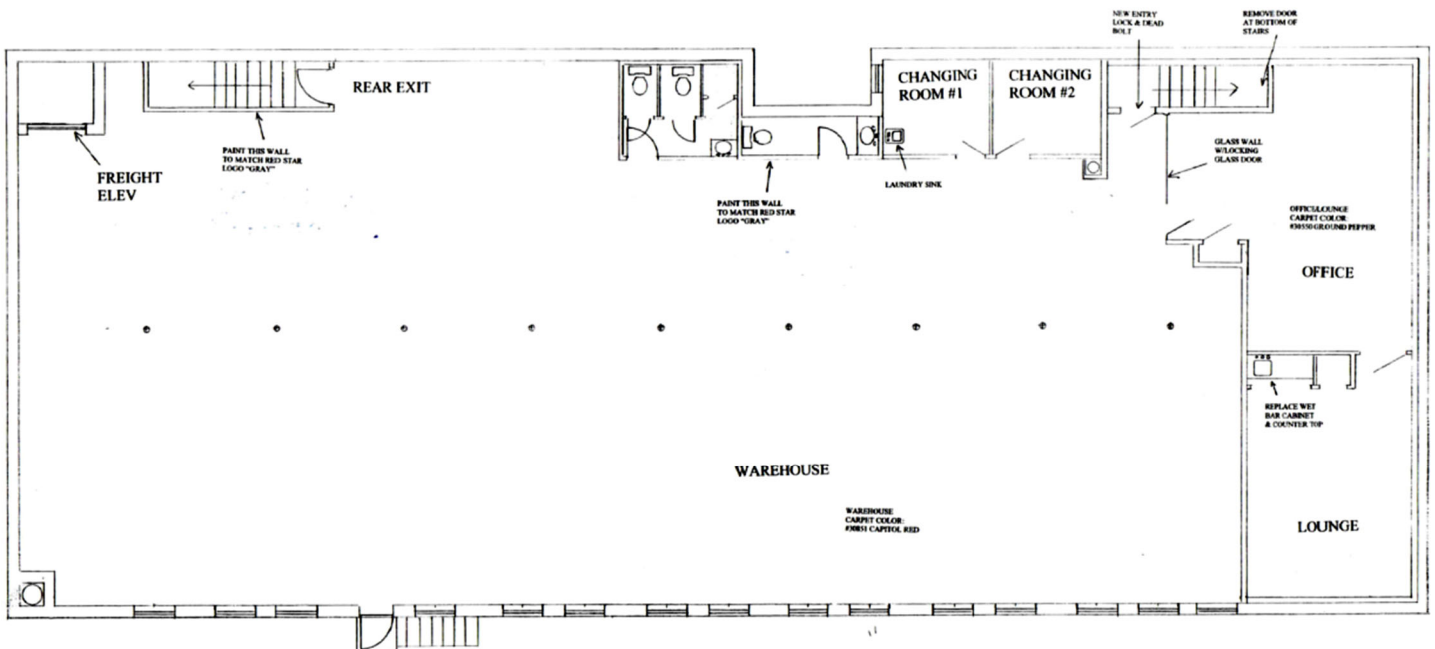 NEW ENTRY
LOCK & DEAD
BOLT
REMOVE DOOR
AT BOTTOM OF
STAIRS
REAR EXIT
CHANGING
ROOM #1
CHANGING
ROOM #2
PAINT THIS WALL
TO MATCH RED STAR
LOGO "GRAY"
FREIGHT
ELEV
GLASS WALL
W/LOCKING
GLASS DOOR
LAUNDRY SINK
PAINT THIS WALL
TO MATCH RED STAR
LOGO "GRAY"
OFFICE/LOUNGE
CARPET COLOR:
#30550 GROUND PEPPER
OFFICE
REPLACE WET
BAR CABINET
& COUNTER TOP
WAREHOUSE
WAREHOUSE
CARPET COLOR:
#30851 CAPITOL RED
LOUNGE